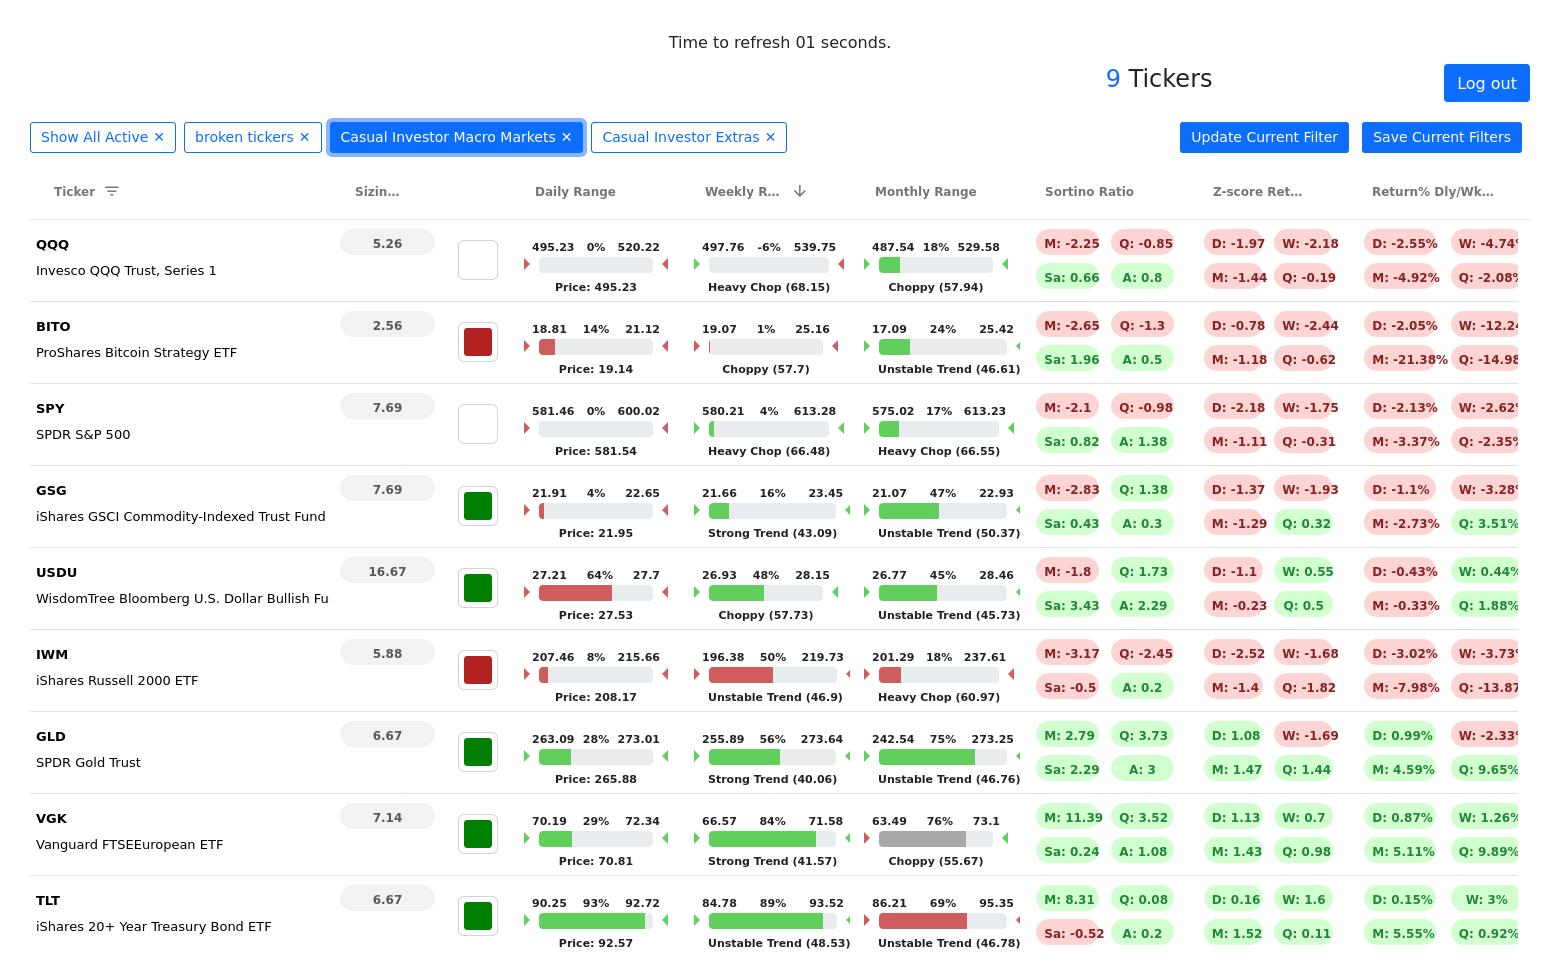 Time to refresh 01 seconds.
9 Tickers
Log out
Show All Active ✕ broken tickers ✕ Casual Investor Macro Markets ✕ Casual Investor Extras ✕ Update Current Filter Save Current Filters
Ticker Sizin... Daily Range Weekly R... Monthly Range Sortino Ratio Z-score Ret... Return% Dly/Wk...
QQQ 5.26 495.23 0% 520.22 497.76 -6% 539.75 487.54 18% 529.58 M: -2.25 Q: -0.85 D: -1.97 W: -2.18 D: -2.55% W: -4.74%
Invesco QQQ Trust, Series 1 Price: 495.23 Heavy Chop (68.15) Choppy (57.94) Sa: 0.66 A: 0.8 M: -1.44 Q: -0.19 M: -4.92% Q: -2.08%
BITO 2.56 18.81 14% 21.12 19.07 1% 25.16 17.09 24% 25.42 M: -2.65 Q: -1.3 D: -0.78 W: -2.44 D: -2.05% W: -12.24
ProShares Bitcoin Strategy ETF Price: 19.14 Choppy (57.7) Unstable Trend (46.61) Sa: 1.96 A: 0.5 M: -1.18 Q: -0.62 M: -21.38% Q: -14.98
SPY 7.69 581.46 0% 600.02 580.21 4% 613.28 575.02 17% 613.23 M: -2.1 Q: -0.98 D: -2.18 W: -1.75 D: -2.13% W: -2.62%
SPDR S&P 500 Price: 581.54 Heavy Chop (66.48) Heavy Chop (66.55) Sa: 0.82 A: 1.38 M: -1.11 Q: -0.31 M: -3.37% Q: -2.35%
GSG 7.69 21.91 4% 22.65 21.66 16% 23.45 21.07 47% 22.93 M: -2.83 Q: 1.38 D: -1.37 W: -1.93 D: -1.1% W: -3.28%
iShares GSCI Commodity-Indexed Trust Fund Price: 21.95 Strong Trend (43.09) Unstable Trend (50.37) Sa: 0.43 A: 0.3 M: -1.29 Q: 0.32 M: -2.73% Q: 3.51%
USDU 16.67 27.21 64% 27.7 26.93 48% 28.15 26.77 45% 28.46 M: -1.8 Q: 1.73 D: -1.1 W: 0.55 D: -0.43% W: 0.44%
WisdomTree Bloomberg U.S. Dollar Bullish Fu Price: 27.53 Choppy (57.73) Unstable Trend (45.73) Sa: 3.43 A: 2.29 M: -0.23 Q: 0.5 M: -0.33% Q: 1.88%
IWM 5.88 207.46 8% 215.66 196.38 50% 219.73 201.29 18% 237.61 M: -3.17 Q: -2.45 D: -2.52 W: -1.68 D: -3.02% W: -3.73%
iShares Russell 2000 ETF Price: 208.17 Unstable Trend (46.9) Heavy Chop (60.97) Sa: -0.5 A: 0.2 M: -1.4 Q: -1.82 M: -7.98% Q: -13.87
GLD 6.67 263.09 28% 273.01 255.89 56% 273.64 242.54 75% 273.25 M: 2.79 Q: 3.73 D: 1.08 W: -1.69 D: 0.99% W: -2.33%
SPDR Gold Trust Price: 265.88 Strong Trend (40.06) Unstable Trend (46.76) Sa: 2.29 A: 3 M: 1.47 Q: 1.44 M: 4.59% Q: 9.65%
VGK 7.14 70.19 29% 72.34 66.57 84% 71.58 63.49 76% 73.1 M: 11.39 Q: 3.52 D: 1.13 W: 0.7 D: 0.87% W: 1.26%
Vanguard FTSEEuropean ETF Price: 70.81 Strong Trend (41.57) Choppy (55.67) Sa: 0.24 A: 1.08 M: 1.43 Q: 0.98 M: 5.11% Q: 9.89%
TLT 6.67 90.25 93% 92.72 84.78 89% 93.52 86.21 69% 95.35 M: 8.31 Q: 0.08 D: 0.16 W: 1.6 D: 0.15% W: 3%
iShares 20+ Year Treasury Bond ETF Price: 92.57 Unstable Trend (48.53) Unstable Trend (46.78) Sa: -0.52 A: 0.2 M: 1.52 Q: 0.11 M: 5.55% Q: 0.92%